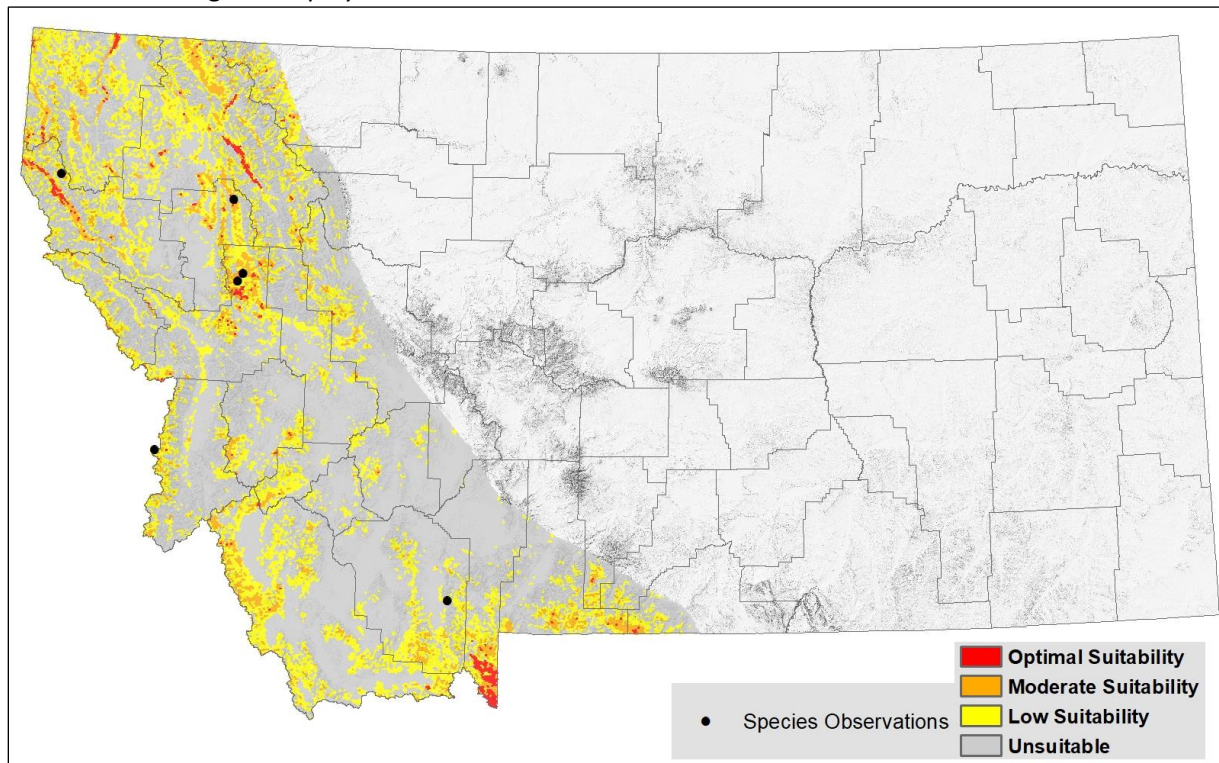 Optimal Suitability
Moderate Suitability
Species Observations
Low Suitability
Unsuitable